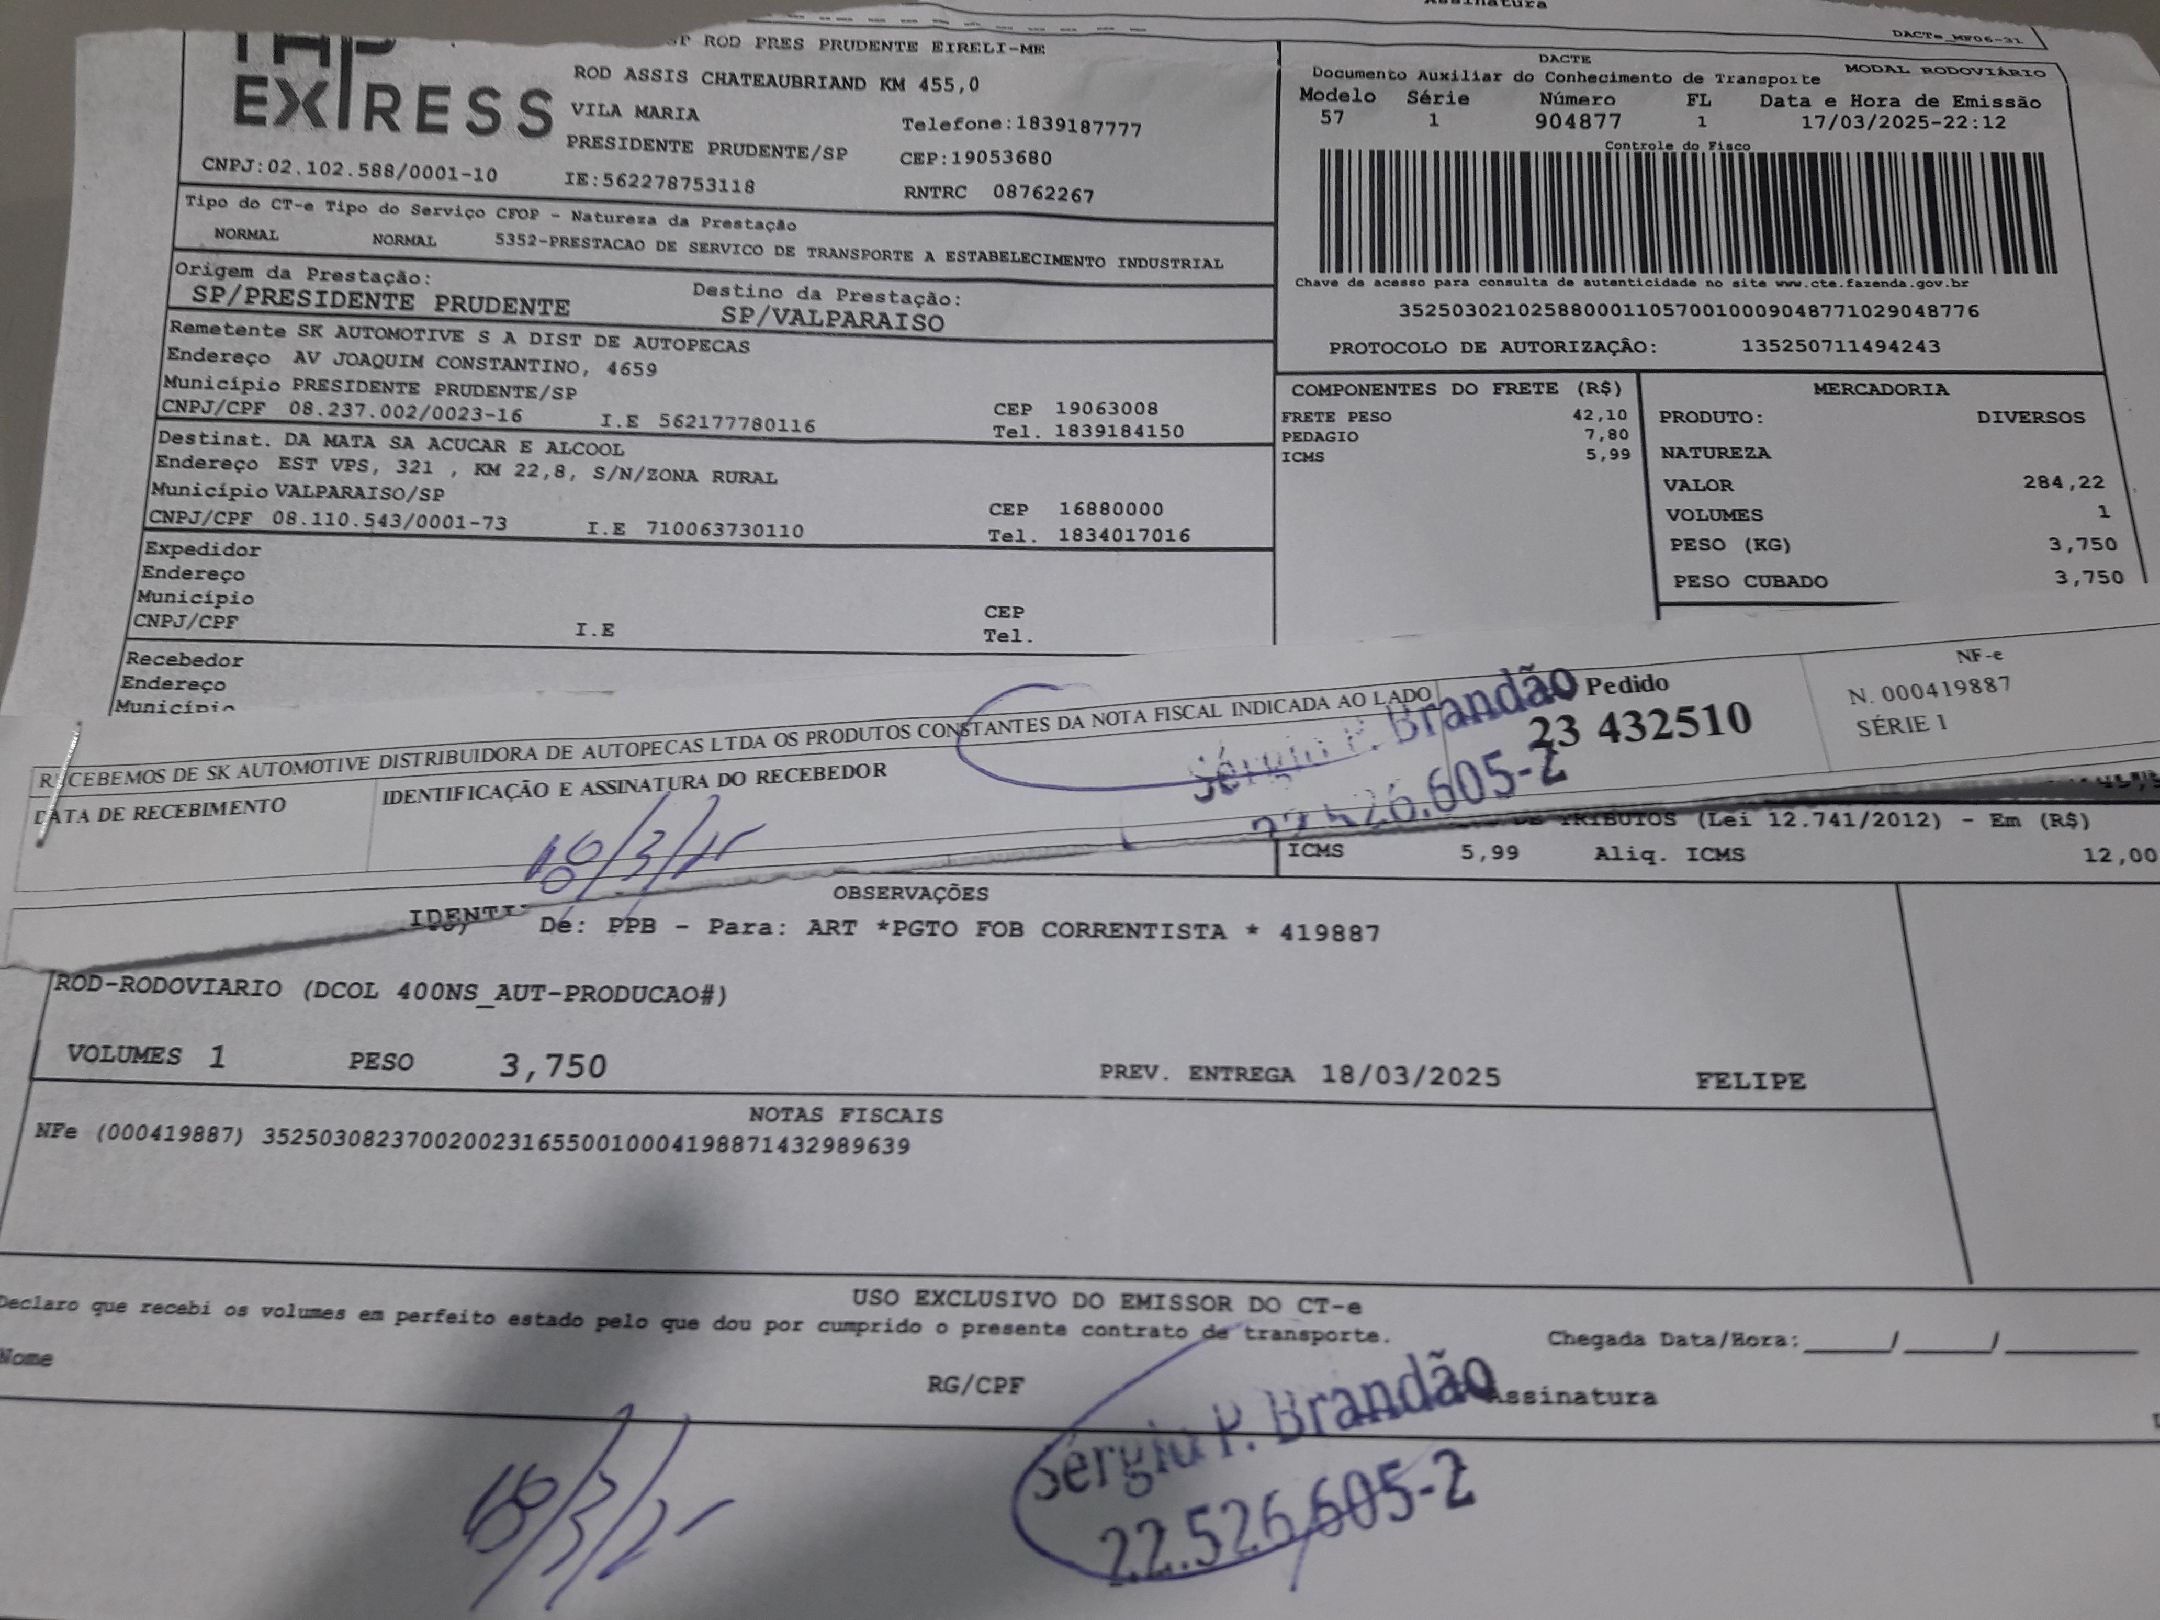 Assinatura
DACTe_MF06-31
EXPRESS
ROD PRES PRUDENTE EIRELI-ME
ROD ASSIS CHATEAUBRIAND KM 455,0
VILA MARIA
Telefone:1839187777
PRESIDENTE PRUDENTE/SP
CEP:19053680
CNPJ:02.102.588/0001-10
IE:562278753118
RNTRC 08762267
DACTE
Documento Auxiliar do Conhecimento de Transporte
MODAL RODOVIÁRIO
Modelo Série Número FL Data e Hora de Emissão
57 1 904877 1 17/03/2025-22:12
Controle do Fisco
Chave de acesso para consulta de autenticidade no site www.cte.fazenda.gov.br
35250302102588000110570010009048771029048776
PROTOCOLO DE AUTORIZAÇÃO: 135250711494243
Tipo do CT-e Tipo do Serviço CFOP - Natureza da Prestação
NORMAL NORMAL 5352-PRESTACAO DE SERVICO DE TRANSPORTE A ESTABELECIMENTO INDUSTRIAL
Origem da Prestação: Destino da Prestação:
SP/PRESIDENTE PRUDENTE SP/VALPARAISO
Remetente SK AUTOMOTIVE S A DIST DE AUTOPECAS
Endereço AV JOAQUIM CONSTANTINO, 4659
Município PRESIDENTE PRUDENTE/SP CEP 19063008
CNPJ/CPF 08.237.002/0023-16 I.E 562177780116 Tel. 1839184150
Destinat. DA MATA SA ACUCAR E ALCOOL
Endereço EST VPS, 321 , KM 22,8, S/N/ZONA RURAL
Município VALPARAISO/SP CEP 16880000
CNPJ/CPF 08.110.543/0001-73 I.E 710063730110 Tel. 1834017016
Expedidor
Endereço
Município CEP
CNPJ/CPF I.E Tel.
Recebedor
Endereço
Município
COMPONENTES DO FRETE (R$)
FRETE PESO 42,10
PEDAGIO 7,80
ICMS 5,99
MERCADORIA
PRODUTO: DIVERSOS
NATUREZA
VALOR 284,22
VOLUMES 1
PESO (KG) 3,750
PESO CUBADO 3,750
RECEBEMOS DE SK AUTOMOTIVE DISTRIBUIDORA DE AUTOPECAS LTDA OS PRODUTOS CONSTANTES DA NOTA FISCAL INDICADA AO LADO
DATA DE RECEBIMENTO
IDENTIFICAÇÃO E ASSINATURA DO RECEBEDOR
18/3/25
Sérgio P. Brandão
22.526.605-2
Pedido
23 432510
NF-e
N. 000419887
SÉRIE 1
TRIBUTOS (Lei 12.741/2012) - Em (R$)
ICMS 5,99 Aliq. ICMS 12,00
OBSERVAÇÕES
De: PPB - Para: ART *PGTO FOB CORRENTISTA * 419887
ROD-RODOVIARIO (DCOL 400NS_AUT-PRODUCAO#)
VOLUMES 1 PESO 3,750 PREV. ENTREGA 18/03/2025 FELIPE
NOTAS FISCAIS
NFe (000419887) 35250308237002002316550010004198871432989639
USO EXCLUSIVO DO EMISSOR DO CT-e
Declaro que recebi os volumes em perfeito estado pelo que dou por cumprido o presente contrato de transporte.
Chegada Data/Hora:_____/_____/_______
Nome RG/CPF Assinatura
18/3/25
Sérgio P. Brandão
22.526.605-2